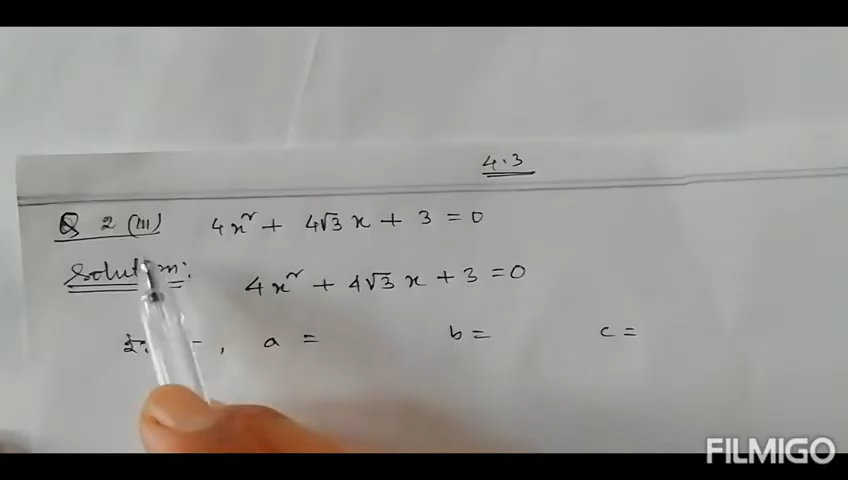 4.3
Q 2 (iii) 4x² + 4√3 x + 3 = 0
Solution: 4x² + 4√3 x + 3 = 0
, a = b = c =
FILMIGO